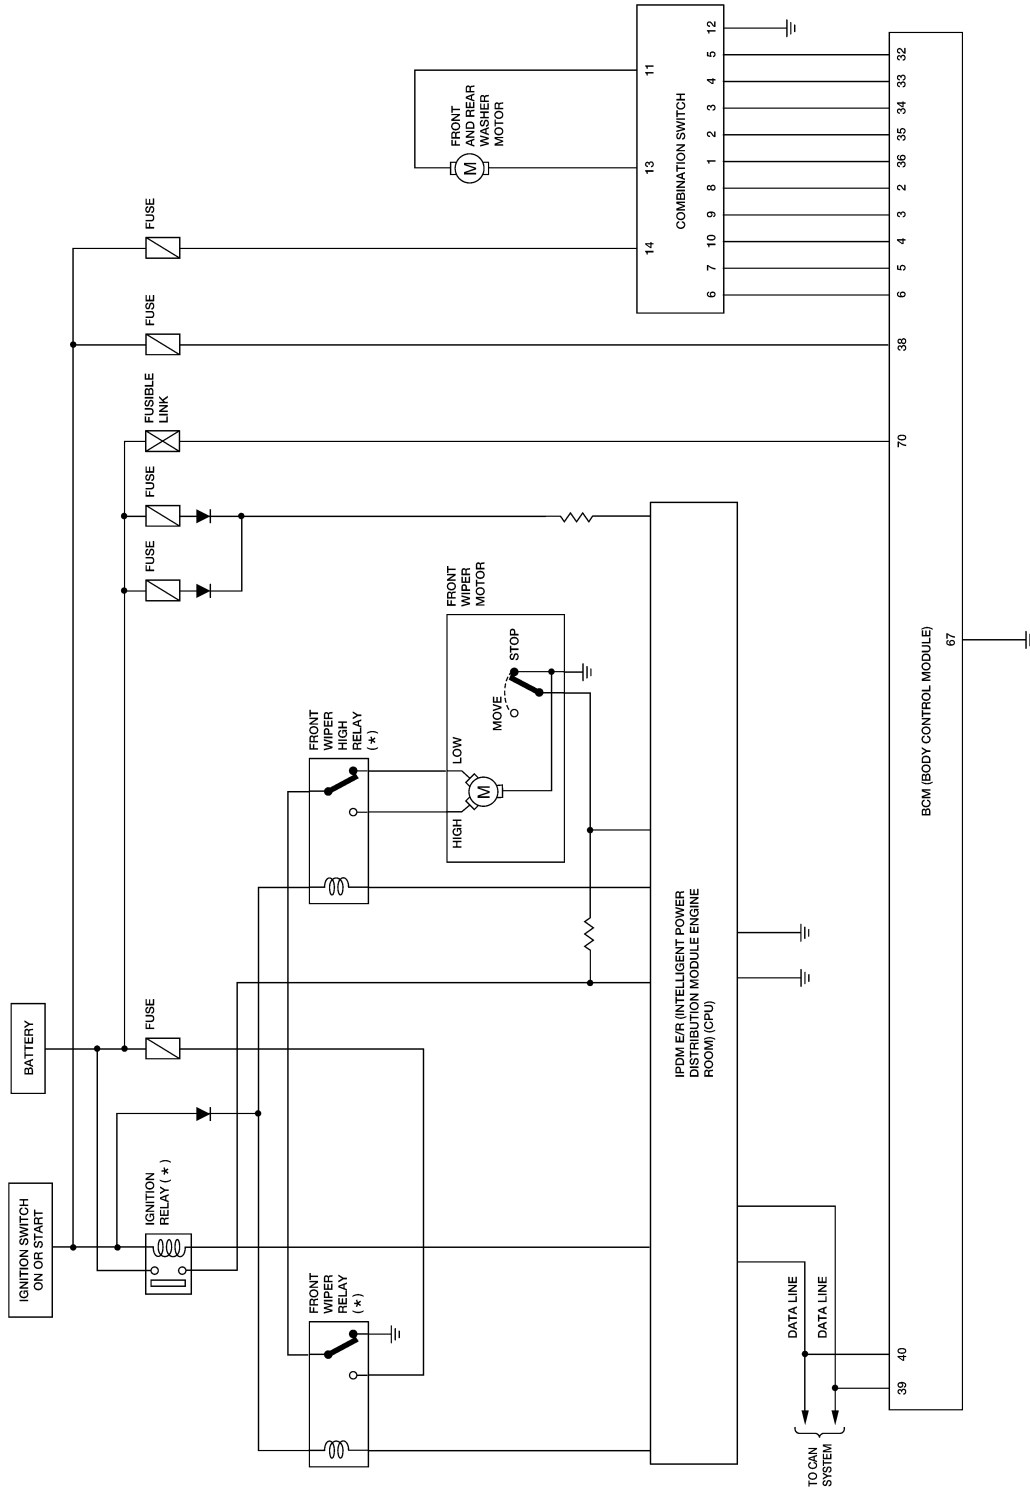 IGNITION SWITCH
ON OR START
BATTERY
IGNITION
RELAY (*)
FUSE
FUSE
FUSE
FUSIBLE
LINK
FUSE
FUSE
FRONT
WIPER
RELAY
(*)
FRONT
WIPER
HIGH
RELAY
(*)
FRONT
WIPER
MOTOR
HIGH
LOW
M
MOVE
STOP
FRONT
AND REAR
WASHER
MOTOR
M
14
13
11
COMBINATION SWITCH
6
7
10
9
8
1
2
3
4
5
12
IPDM E/R (INTELLIGENT POWER
DISTRIBUTION MODULE ENGINE
ROOM) (CPU)
DATA LINE
DATA LINE
TO CAN
SYSTEM
39
40
70
38
6
5
4
3
2
36
35
34
33
32
BCM (BODY CONTROL MODULE)
67